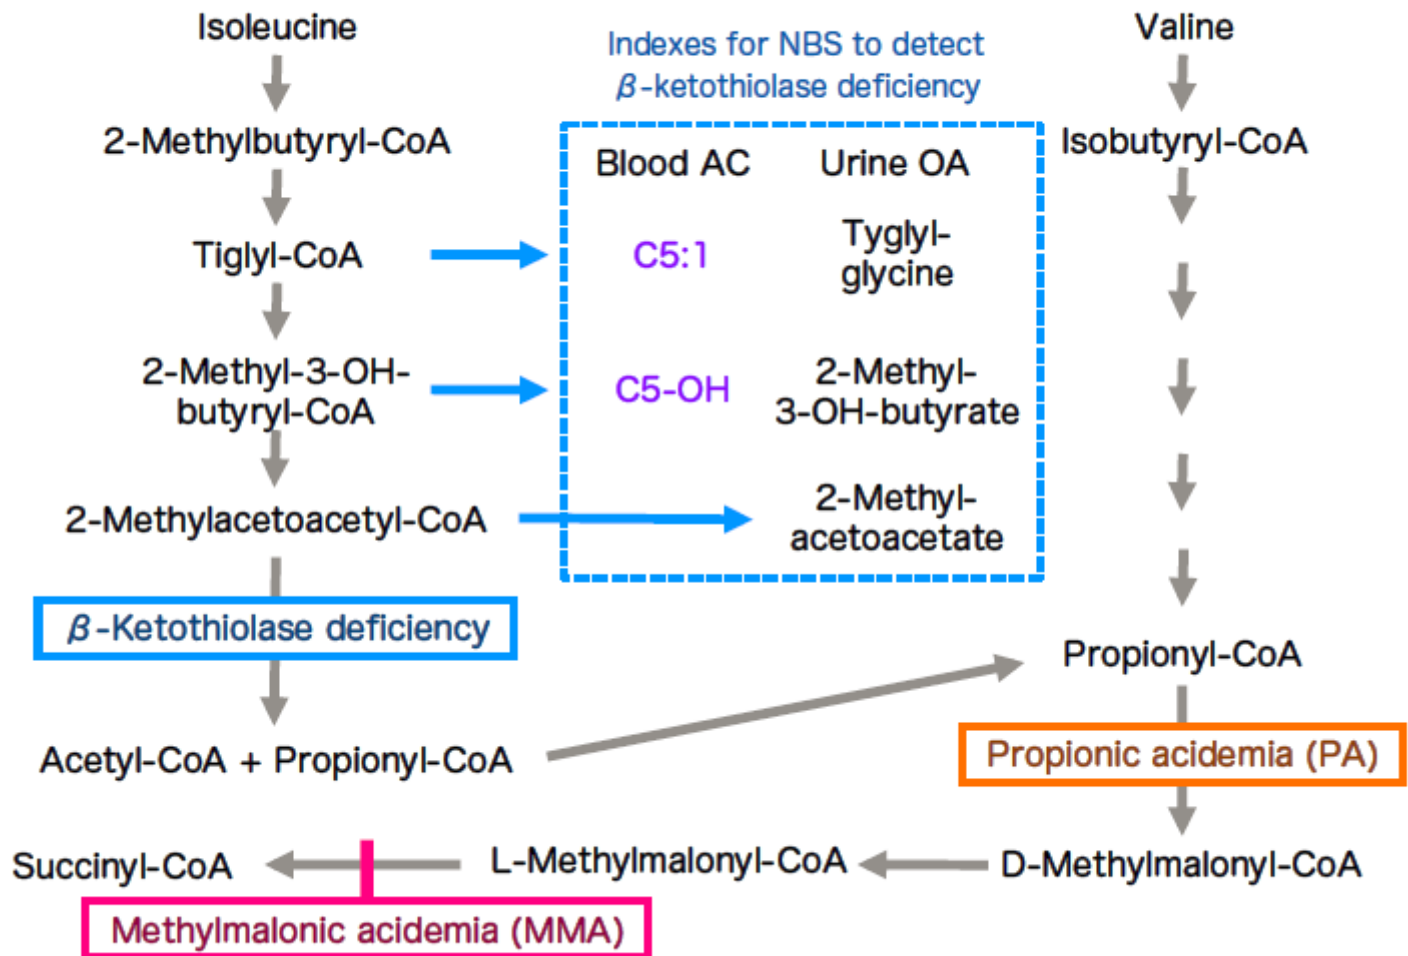 Isoleucine
Indexes for NBS to detect
β-ketothiolase deficiency
Valine
2-Methylbutyryl-CoA
Blood AC
Urine OA
Isobutyryl-CoA
Tiglyl-CoA
C5:1
Tyglyl-
glycine
2-Methyl-3-OH-
butyryl-CoA
C5-OH
2-Methyl-
3-OH-butyrate
2-Methylacetoacetyl-CoA
2-Methyl-
acetoacetate
β-Ketothiolase deficiency
Propionyl-CoA
Acetyl-CoA + Propionyl-CoA
Propionic acidemia (PA)
Succinyl-CoA
L-Methylmalonyl-CoA
D-Methylmalonyl-CoA
Methylmalonic acidemia (MMA)